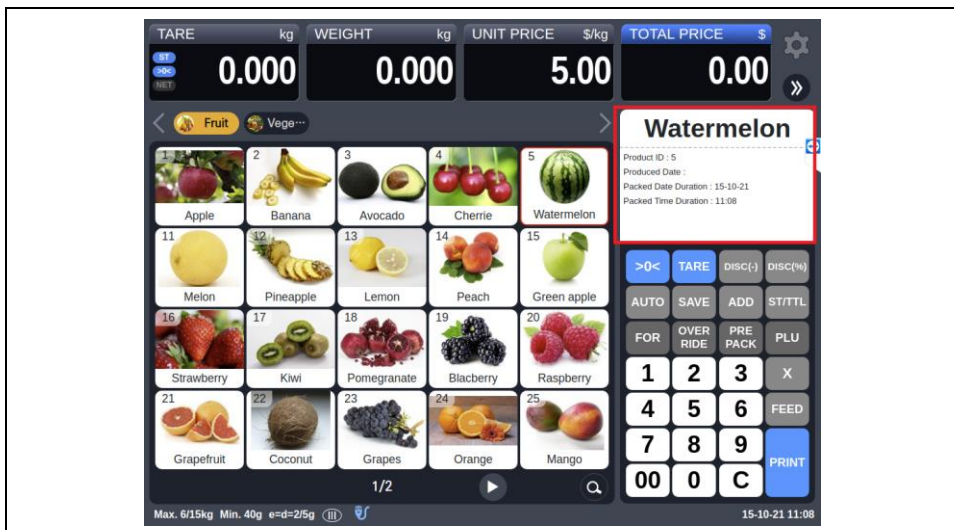 TARE kg WEIGHT kg UNIT PRICE $/kg TOTAL PRICE $
ST
>0<
NET
0.000 0.000 5.00 0.00
Fruit Vege···
Watermelon
Product ID : 5
Produced Date :
Packed Date Duration : 15-10-21
Packed Time Duration : 11:08
1 2 3 4 5
Apple Banana Avocado Cherrie Watermelon
11 12 13 14 15
Melon Pineapple Lemon Peach Green apple
16 17 18 19 20
Strawberry Kiwi Pomegranate Blacberry Raspberry
21 22 23 24 25
Grapefruit Coconut Grapes Orange Mango
1/2
>0< TARE DISC(-) DISC(%)
AUTO SAVE ADD ST/TTL
FOR OVER RIDE PRE PACK PLU
1 2 3 X
4 5 6 FEED
7 8 9 PRINT
00 0 C
Max. 6/15kg Min. 40g e=d=2/5g III 15-10-21 11:08